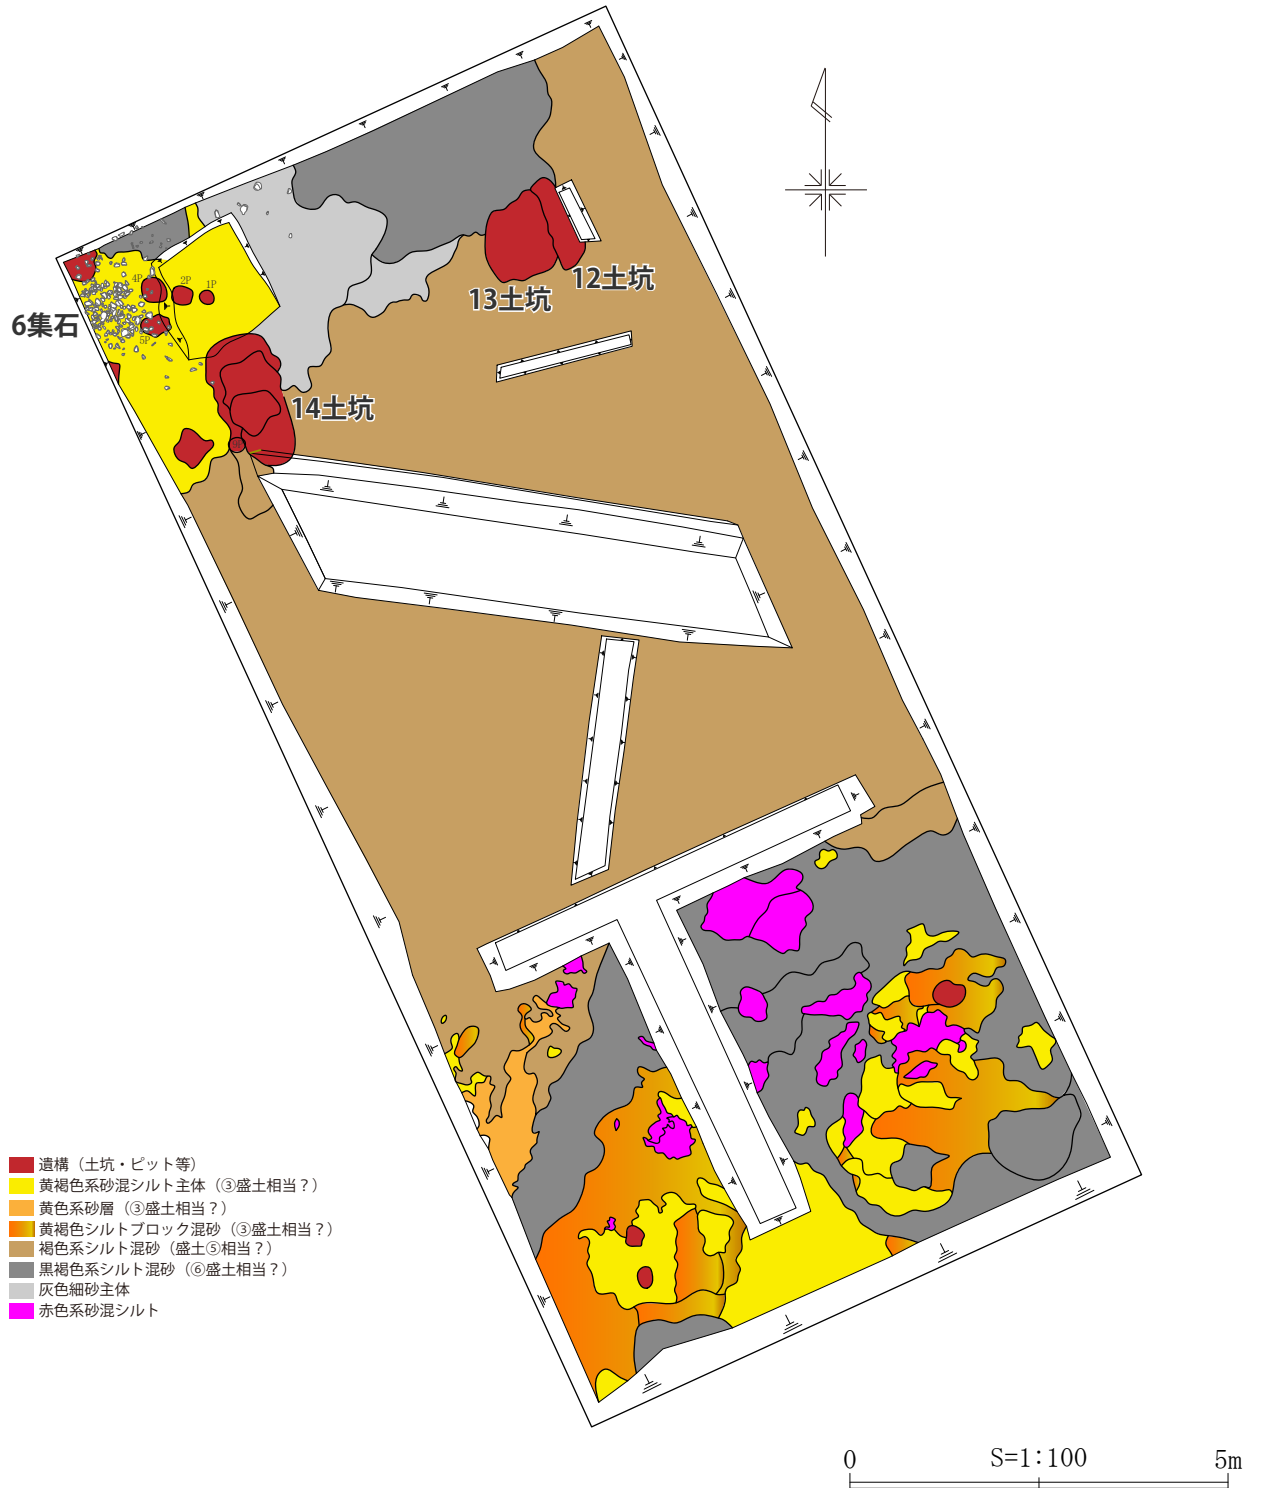 4P
2P
1P
5P
6集石
12土坑
13土坑
14土坑
遺構（土坑・ピット等）
黄褐色系砂混シルト主体（③盛土相当？）
黄色系砂層（③盛土相当？）
黄褐色シルトブロック混砂（③盛土相当？）
褐色系シルト混砂（盛土⑤相当？）
黒褐色系シルト混砂（⑥盛土相当？）
灰色細砂主体
赤色系砂混シルト
0 S=1:100 5m